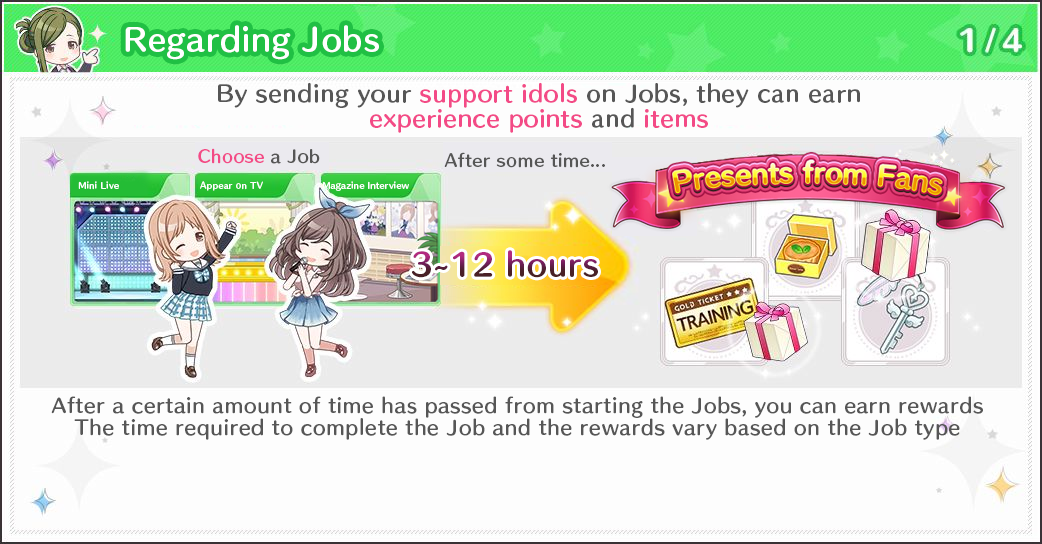 Regarding Jobs
1/4
By sending your support idols on Jobs, they can earn
experience points and items
Choose a Job
After some time...
Mini Live
Appear on TV
Magazine Interview
3~12 hours
Presents from Fans
GOLD TICKET ★★★
TRAINING
After a certain amount of time has passed from starting the Jobs, you can earn rewards
The time required to complete the Job and the rewards vary based on the Job type